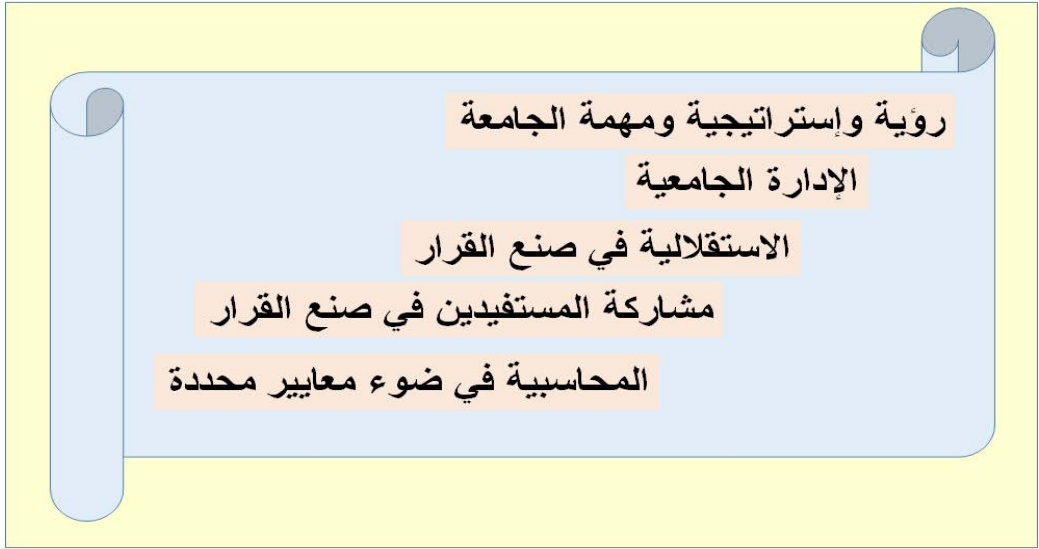 رؤية وإستراتيجية ومهمة الجامعة
الإدارة الجامعية
الاستقلالية في صنع القرار
مشاركة المستفيدين في صنع القرار
المحاسبية في ضوء معايير محددة